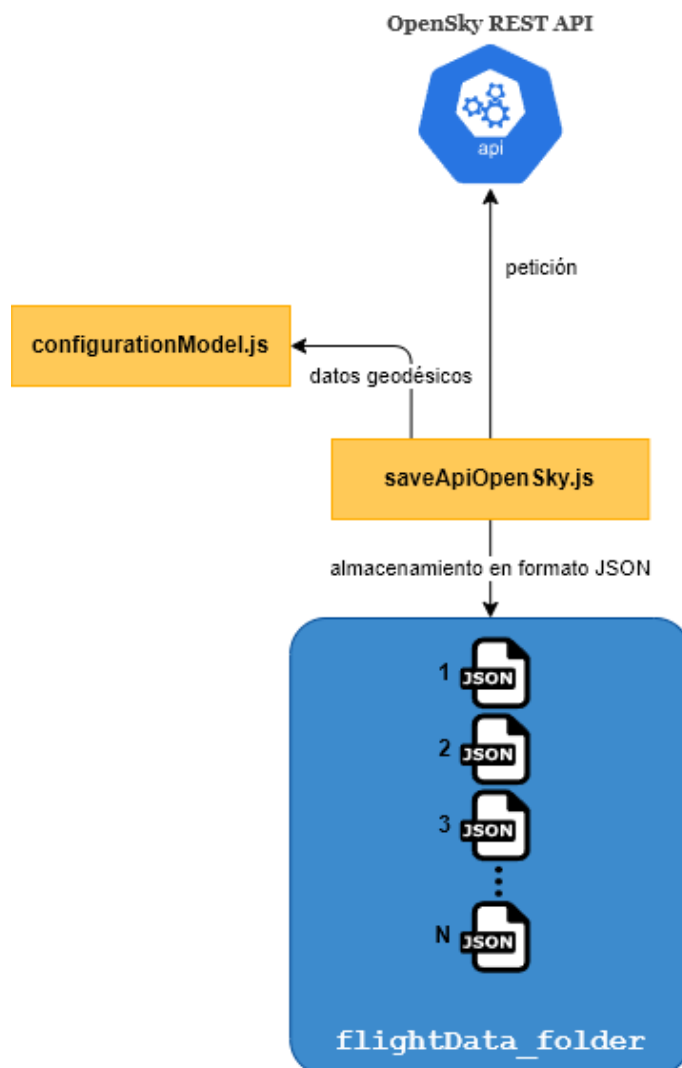 OpenSky REST API
api
petición
configurationModel.js
datos geodésicos
saveApiOpenSky.js
almacenamiento en formato JSON
1 JSON
2 JSON
3 JSON
N JSON
flightData_folder